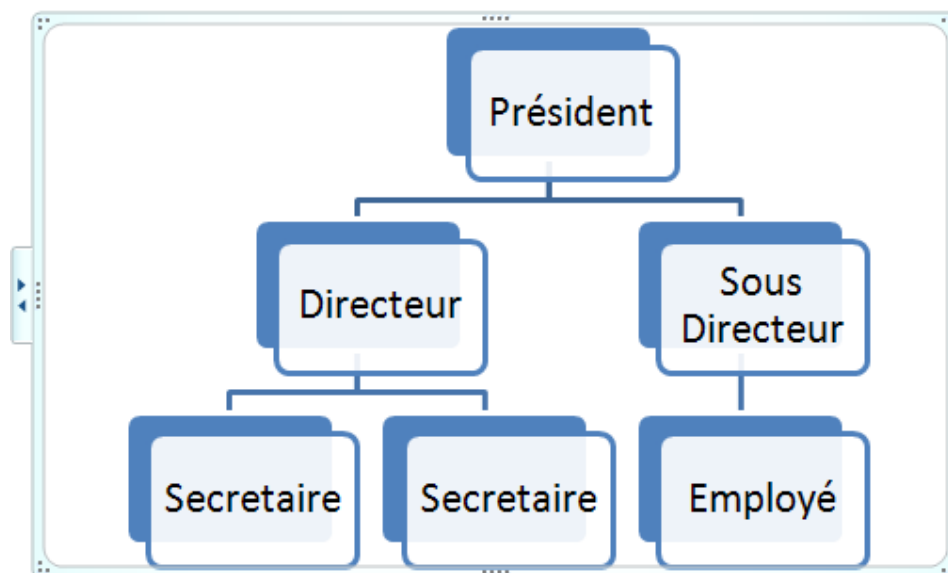 Président
Directeur
Sous
Directeur
Secretaire
Secretaire
Employé